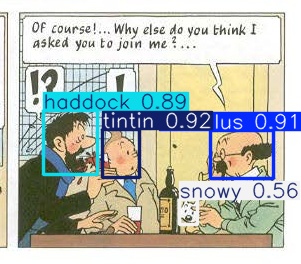 OF course!... Why else do you think I
asked you to join me?...
!?
!
haddock 0.89
tintin 0.92
lus 0.91
snowy 0.56